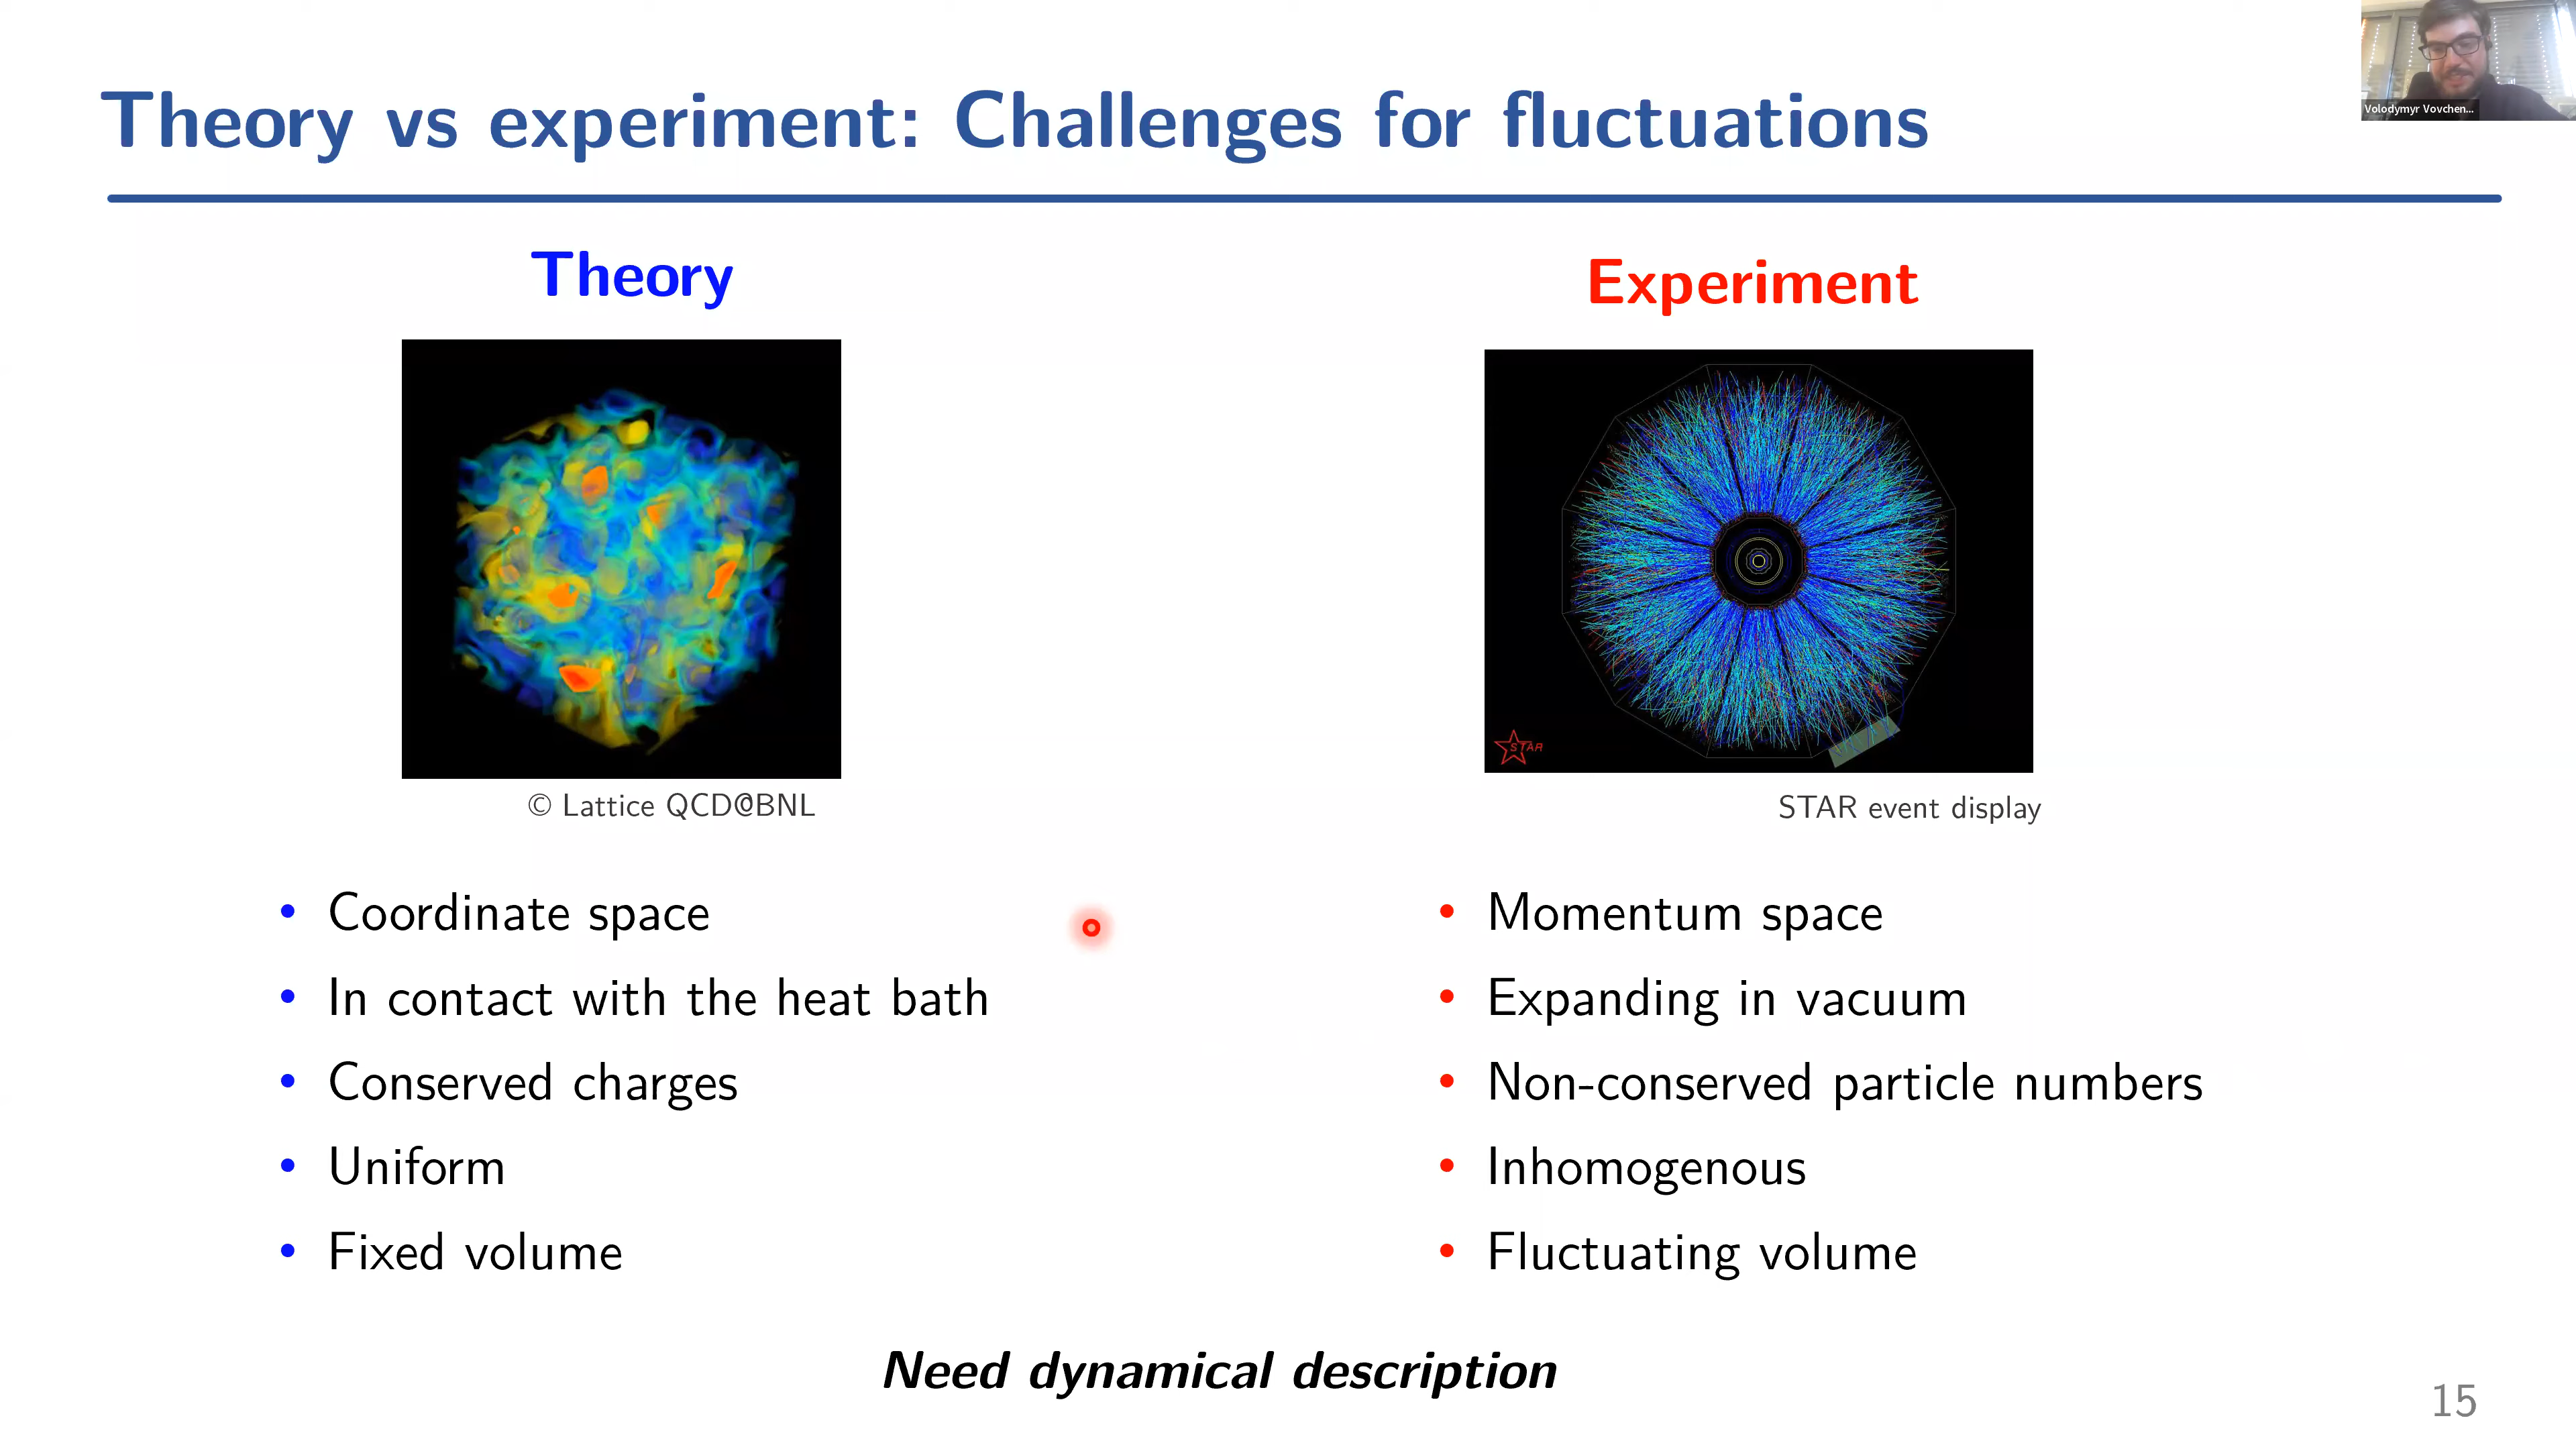 Volodymyr Vovchen...
Theory vs experiment: Challenges for fluctuations
Theory
Experiment
STAR
© Lattice QCD@BNL
STAR event display
• Coordinate space
• In contact with the heat bath
• Conserved charges
• Uniform
• Fixed volume
• Momentum space
• Expanding in vacuum
• Non-conserved particle numbers
• Inhomogenous
• Fluctuating volume
Need dynamical description
15